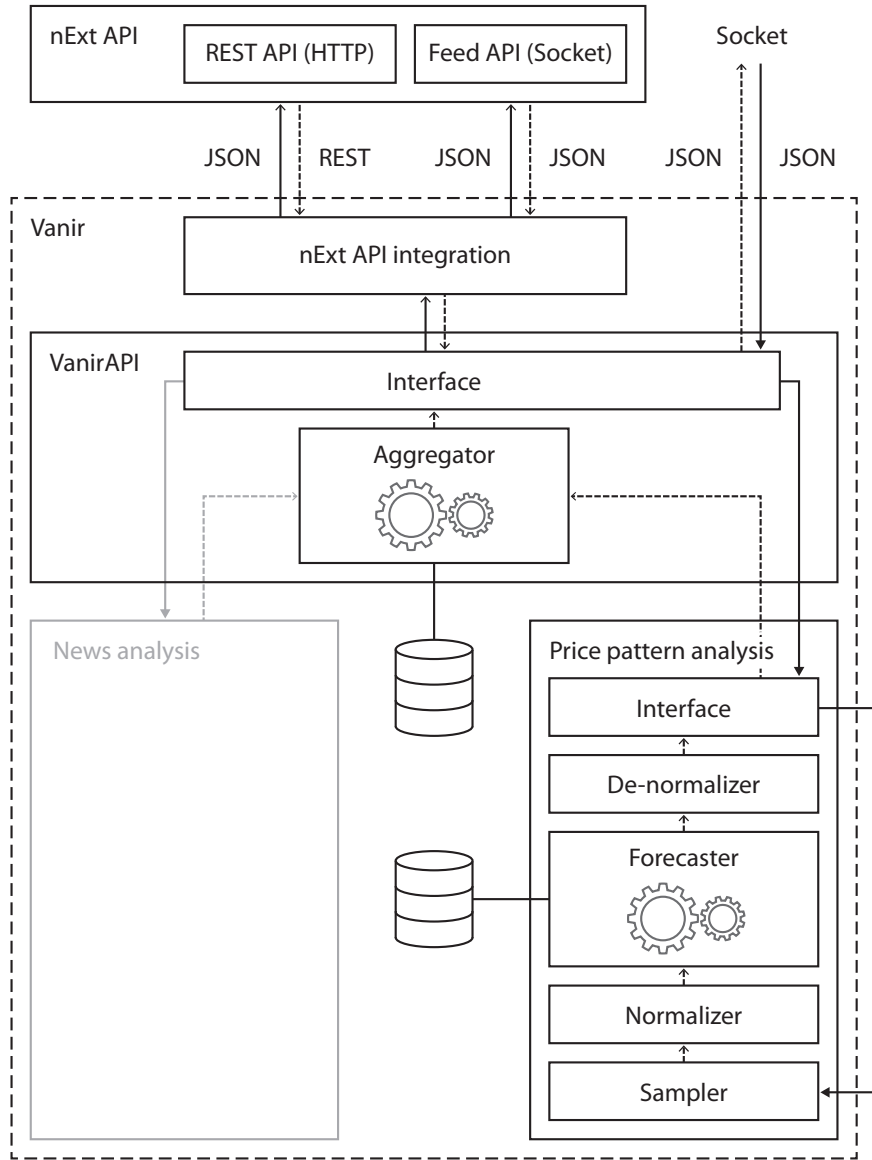 nExt API
REST API (HTTP)
Feed API (Socket)
Socket
JSON
REST
JSON
JSON
JSON
JSON
Vanir
nExt API integration
VanirAPI
Interface
Aggregator
News analysis
Price pattern analysis
Interface
De-normalizer
Forecaster
Normalizer
Sampler